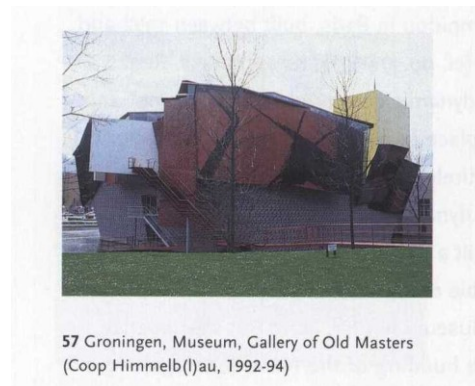 57 Groningen, Museum, Gallery of Old Masters
(Coop Himmelb(l)au, 1992-94)